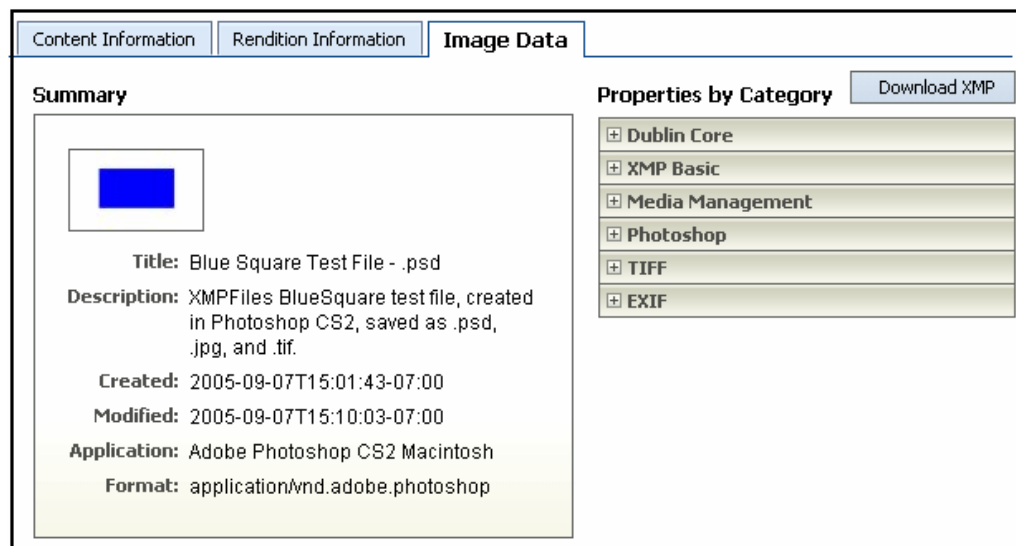 Content Information
Rendition Information
Image Data
Summary
Title: Blue Square Test File - .psd
Description: XMPFiles BlueSquare test file, created
in Photoshop CS2, saved as .psd,
.jpg, and .tif.
Created: 2005-09-07T15:01:43-07:00
Modified: 2005-09-07T15:10:03-07:00
Application: Adobe Photoshop CS2 Macintosh
Format: application/vnd.adobe.photoshop
Properties by Category
Download XMP
Dublin Core
XMP Basic
Media Management
Photoshop
TIFF
EXIF